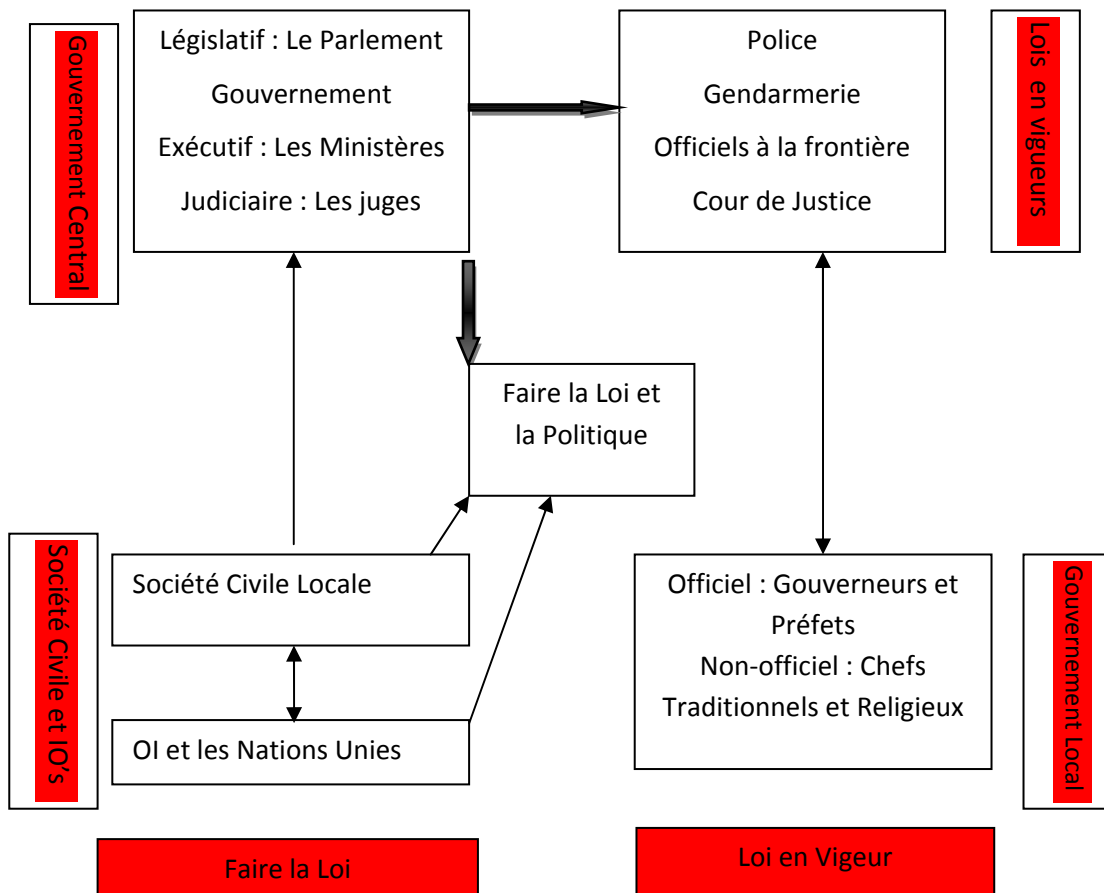 Gouvernement Central
Législatif : Le Parlement
Gouvernement
Exécutif : Les Ministères
Judiciaire : Les juges
Police
Gendarmerie
Officiels à la frontière
Cour de Justice
Lois en vigueurs
Faire la Loi et
la Politique
Société Civile et IO’s
Société Civile Locale
OI et les Nations Unies
Officiel : Gouverneurs et
Préfets
Non-officiel : Chefs
Traditionnels et Religieux
Gouvernement Local
Faire la Loi
Loi en Vigeur